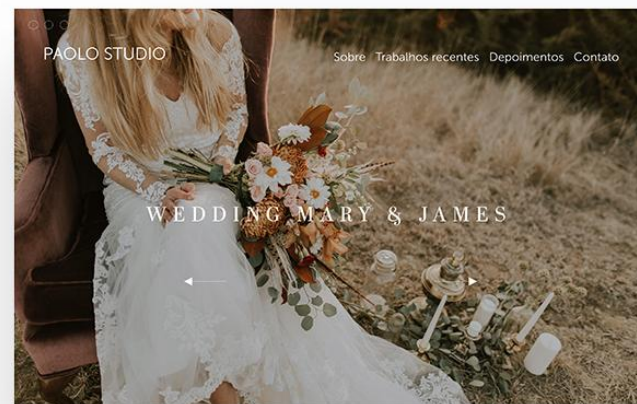 PAOLO STUDIO
Sobre Trabalhos recentes Depoimentos Contato
WEDDING MARY & JAMES